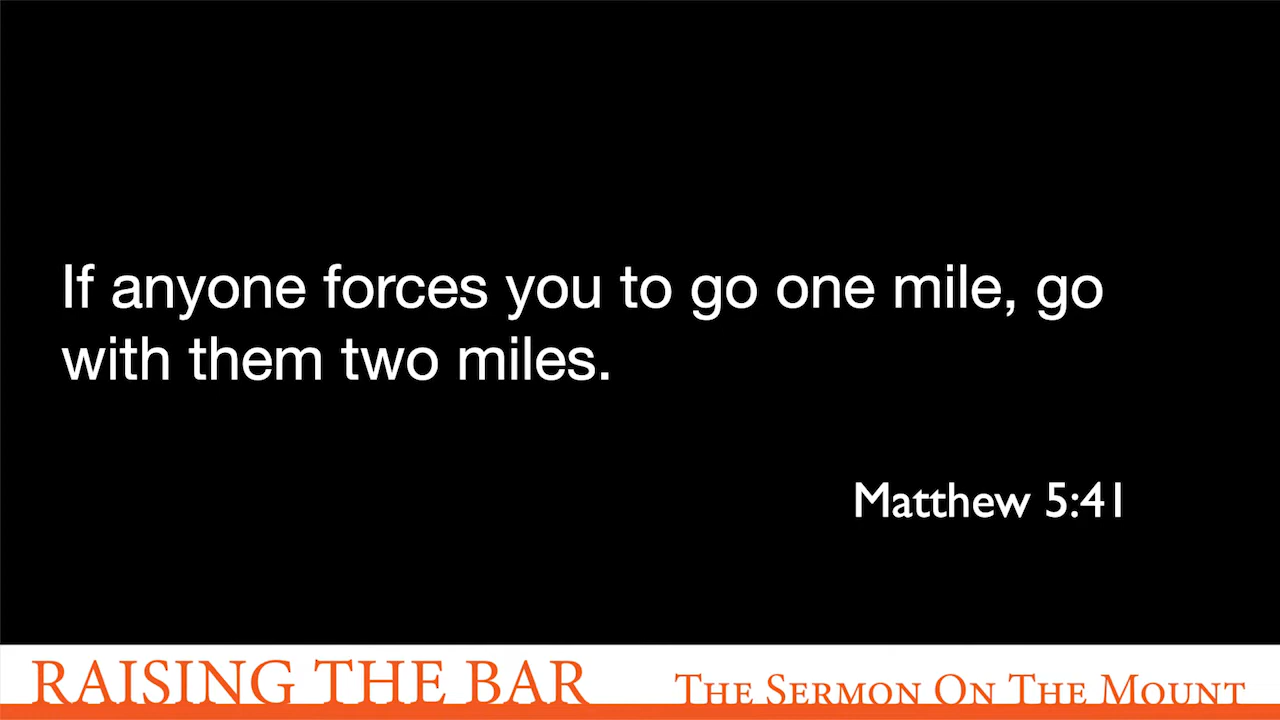 If anyone forces you to go one mile, go
with them two miles.
Matthew 5:41
RAISING THE BAR
THE SERMON ON THE MOUNT